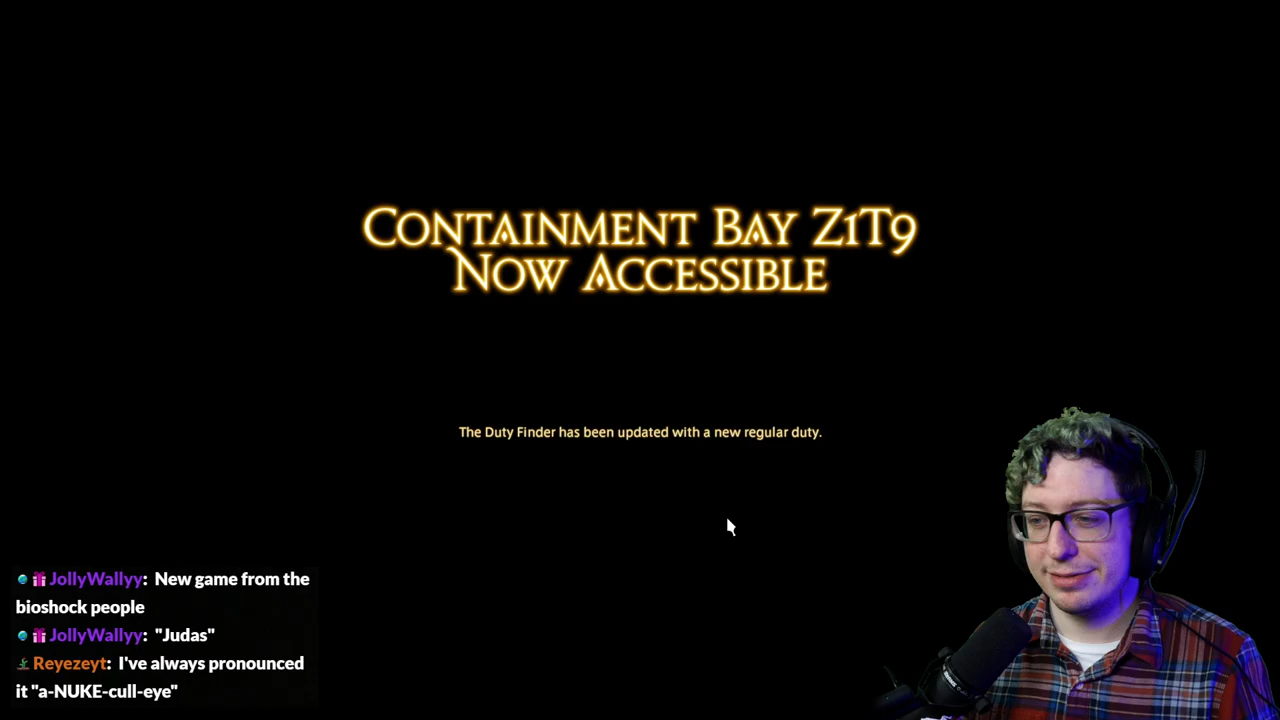 Containment Bay Z1T9
Now Accessible
The Duty Finder has been updated with a new regular duty.
JollyWallyy: New game from the
bioshock people
JollyWallyy: "Judas"
Reyezeyt: I've always pronounced
it "a-NUKE-cull-eye"